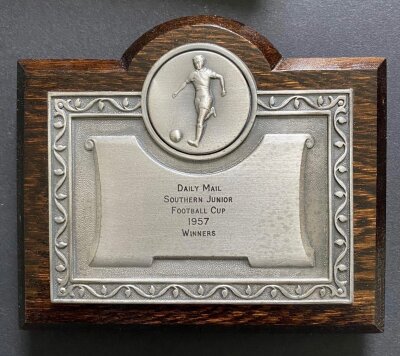 Daily Mail
Southern Junior
Football Cup
1957
Winners